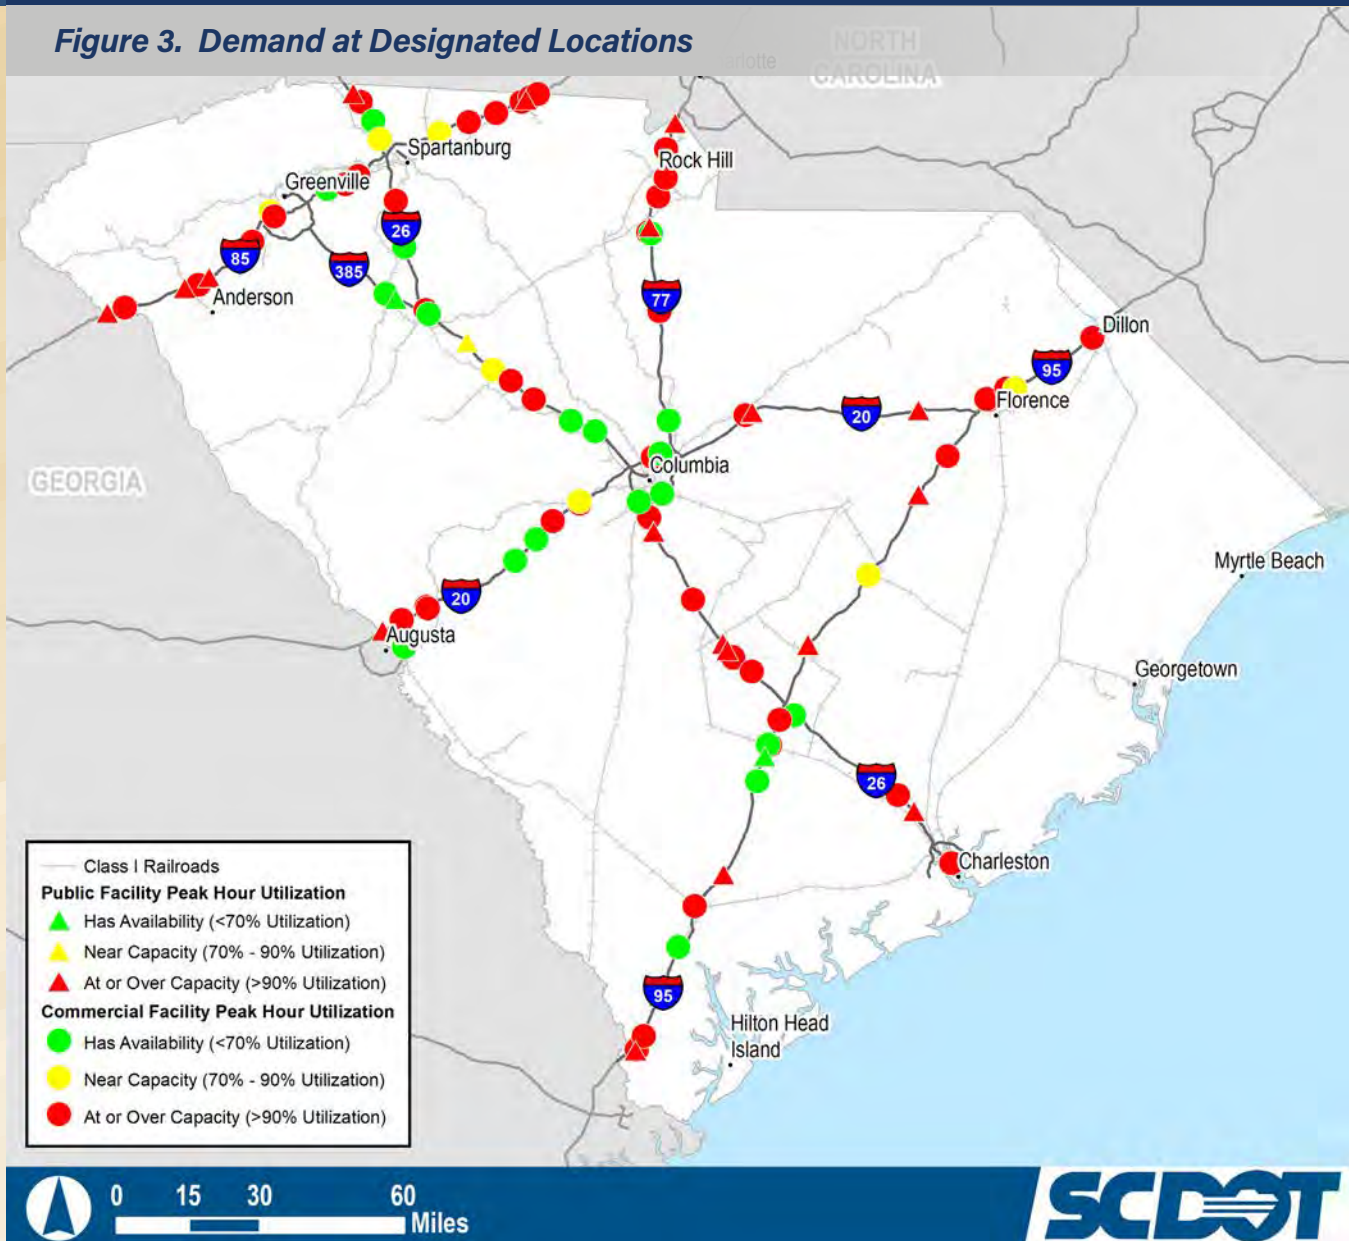 Figure 3. Demand at Designated Locations
NORTH
CAROLINA
arlotte
Spartanburg
Rock Hill
Greenville
26
85
385
Anderson
77
Dillon
95
Florence
20
Columbia
GEORGIA
Myrtle Beach
20
Augusta
Georgetown
26
Charleston
95
Hilton Head
Island
Class I Railroads
Public Facility Peak Hour Utilization
Has Availability (<70% Utilization)
Near Capacity (70% - 90% Utilization)
At or Over Capacity (>90% Utilization)
Commercial Facility Peak Hour Utilization
Has Availability (<70% Utilization)
Near Capacity (70% - 90% Utilization)
At or Over Capacity (>90% Utilization)
0 15 30 60
Miles
SCDOT